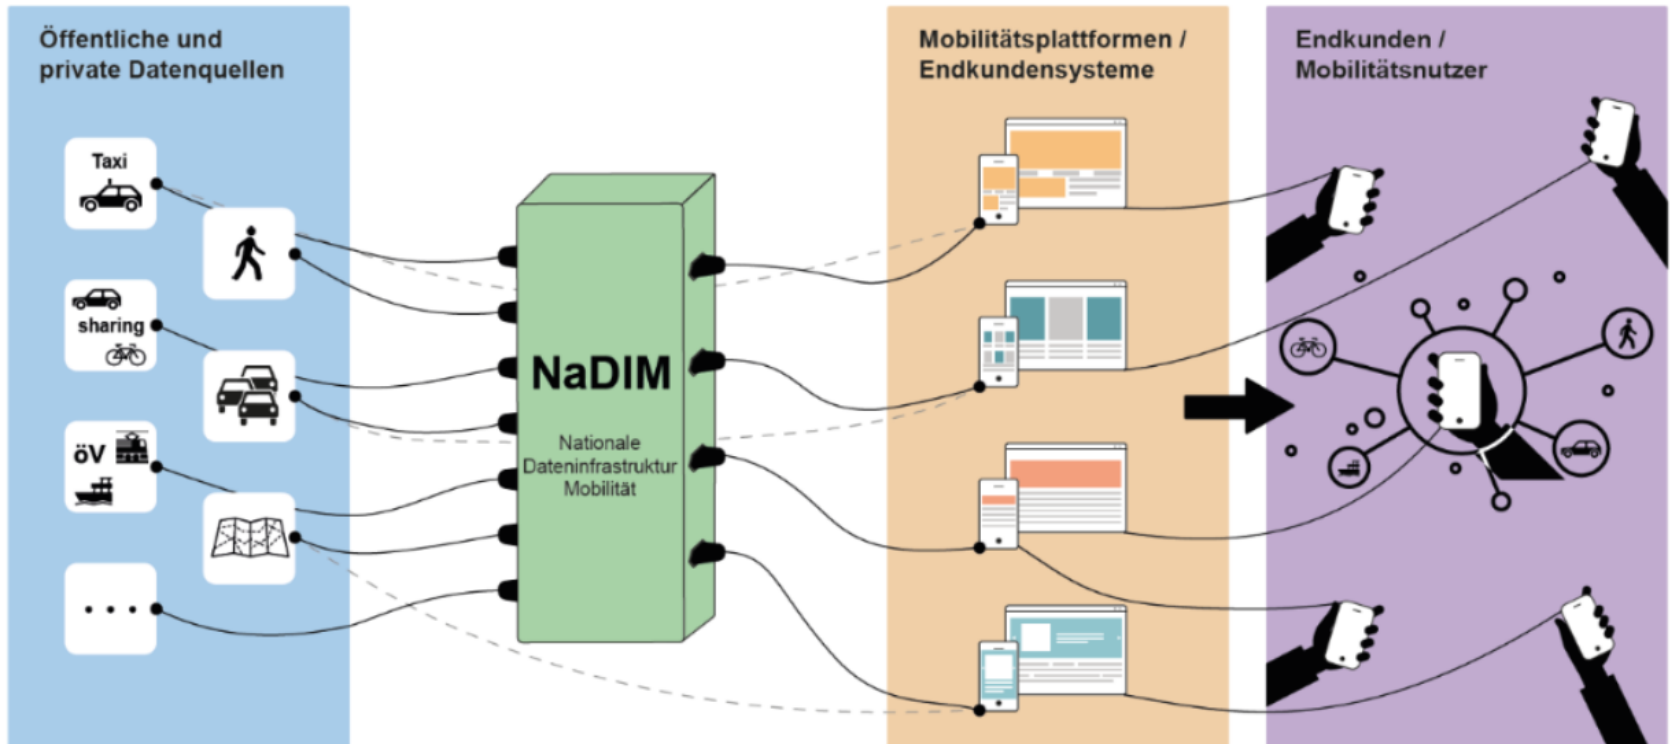 Öffentliche und
private Datenquellen
Taxi
sharing
öV
...
NaDIM
Nationale
Dateninfrastruktur
Mobilität
Mobilitätsplattformen /
Endkundensysteme
Endkunden /
Mobilitätsnutzer